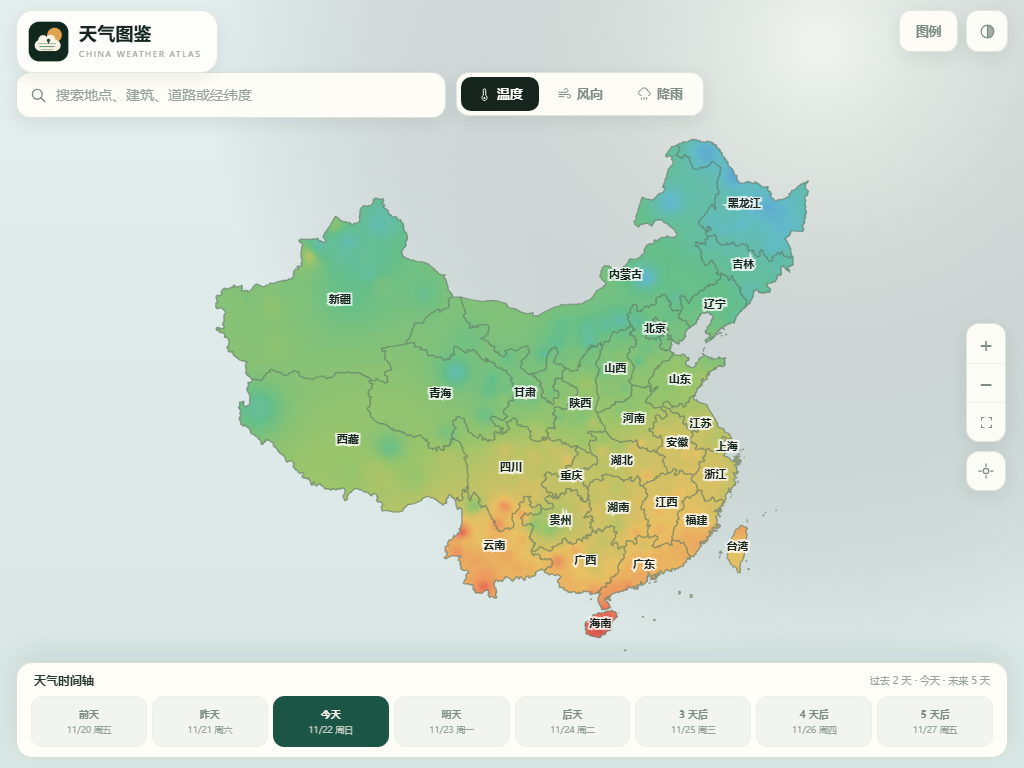 天气图鉴
CHINA WEATHER ATLAS
图例
搜索地点、建筑、道路或经纬度
温度
风向
降雨
黑龙江
吉林
内蒙古
辽宁
新疆
北京
山西
山东
青海
甘肃
陕西
河南
江苏
西藏
安徽
上海
四川
湖北
重庆
浙江
湖南
江西
贵州
福建
云南
台湾
广西
广东
海南
天气时间轴
过去 2 天 · 今天 · 未来 5 天
前天
11/20 周五
昨天
11/21 周六
今天
11/22 周日
明天
11/23 周一
后天
11/24 周二
3 天后
11/25 周三
4 天后
11/26 周四
5 天后
11/27 周五